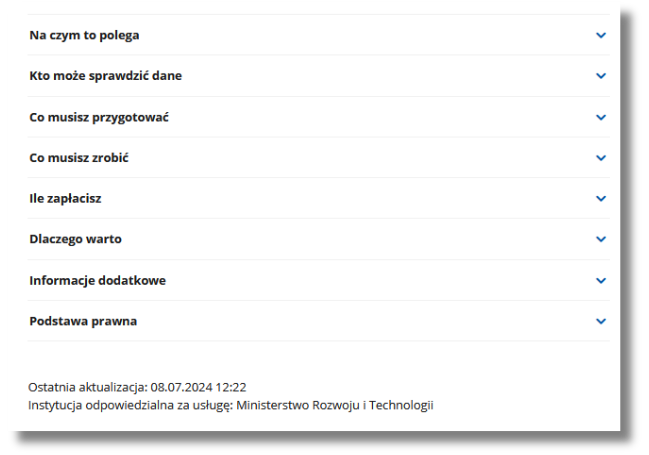 Na czym to polega
Kto może sprawdzić dane
Co musisz przygotować
Co musisz zrobić
Ile zapłacisz
Dlaczego warto
Informacje dodatkowe
Podstawa prawna
Ostatnia aktualizacja: 08.07.2024 12:22
Instytucja odpowiedzialna za usługę: Ministerstwo Rozwoju i Technologii